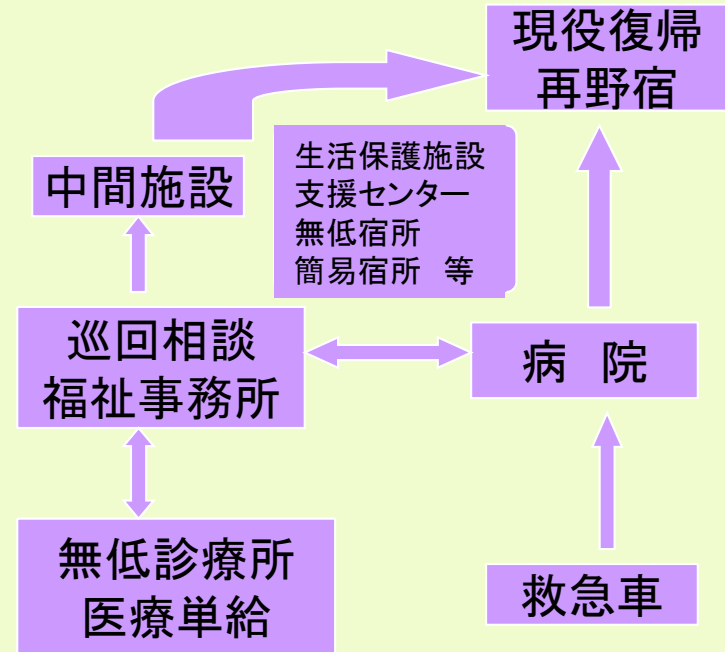 現役復帰
再野宿
中間施設
生活保護施設
支援センター
無低宿所
簡易宿所　等
巡回相談
福祉事務所
病　院
無低診療所
医療単給
救急車